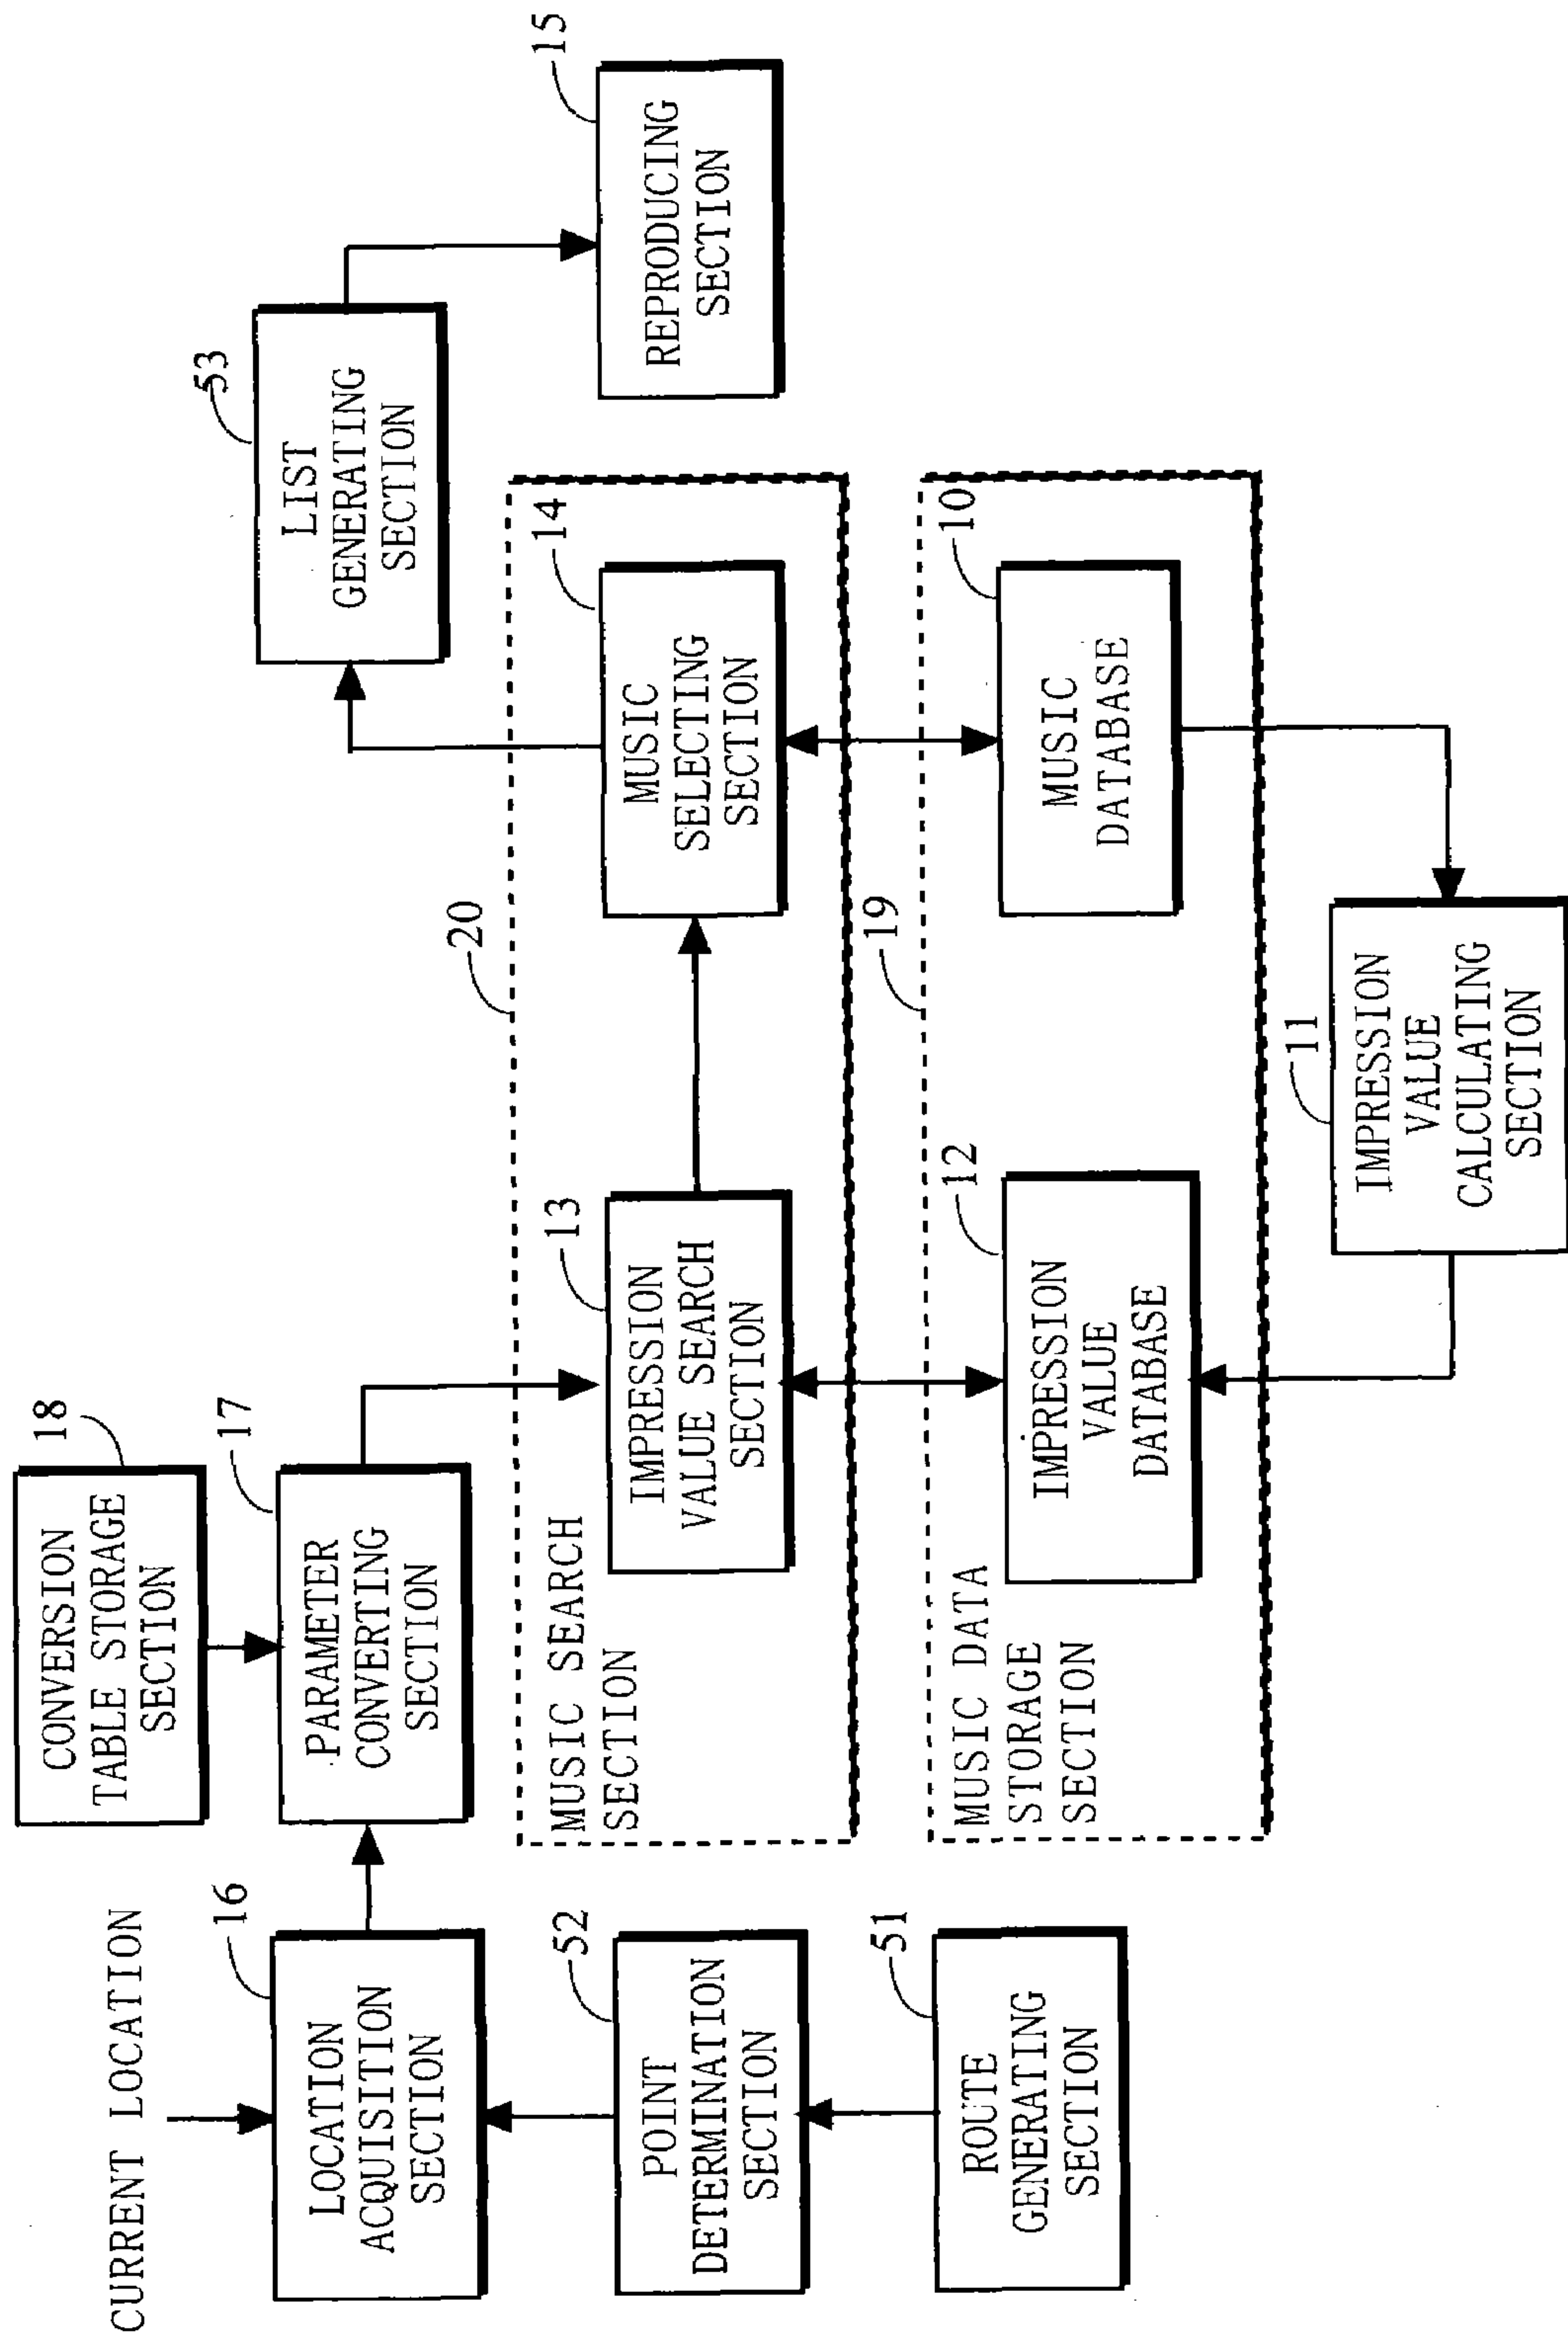 CURRENT LOCATION
16
LOCATION
ACQUISITION
SECTION
52
POINT
DETERMINATION
SECTION
51
ROUTE
GENERATING
SECTION
18
CONVERSION
TABLE STORAGE
SECTION
17
PARAMETER
CONVERTING
SECTION
20
MUSIC SEARCH
SECTION
13
IMPRESSION
VALUE SEARCH
SECTION
14
MUSIC
SELECTING
SECTION
19
MUSIC DATA
STORAGE
SECTION
12
IMPRESSION
VALUE
DATABASE
10
MUSIC
DATABASE
11
IMPRESSION
VALUE
CALCULATING
SECTION
53
LIST
GENERATING
SECTION
15
REPRODUCING
SECTION